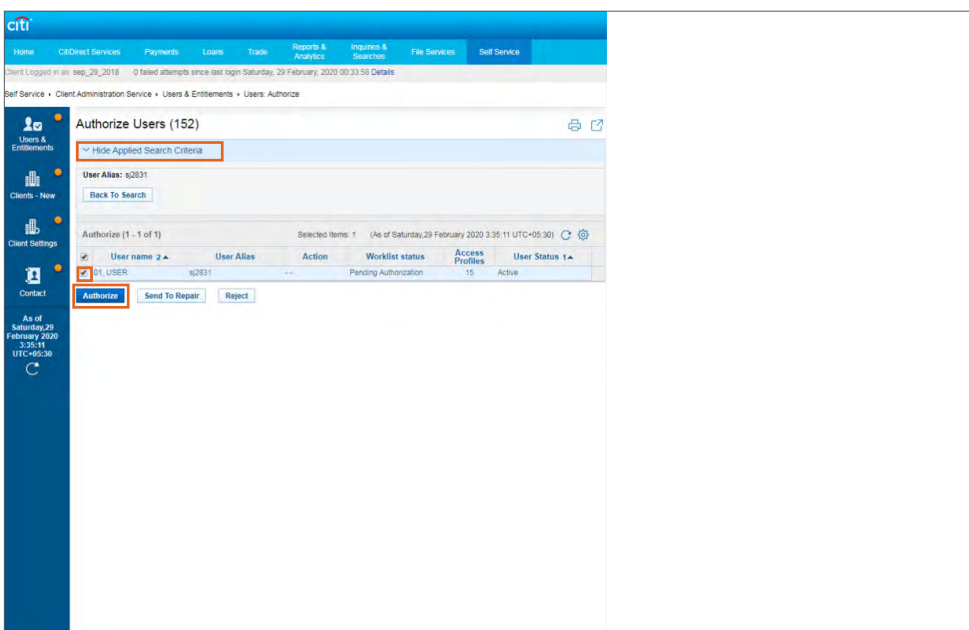 citi
Home CitiDirect Services Payments Loans Trade Reports & Analytics Inquiries & Searches File Services Self Service
Client Logged in as: sep_29_2018 0 failed attempts since last login Saturday, 29 February, 2020 00:33:56 Details
Self Service • Client Administration Service • Users & Entitlements • Users: Authorize
Users & Entitlements
Clients - New
Client Settings
Contact
As of
Saturday,29
February 2020
3:35:11
UTC+05:30
Authorize Users (152)
Hide Applied Search Criteria
User Alias: sj2831
Back To Search
Authorize (1 - 1 of 1) Selected Items: 1 (As of Saturday,29 February 2020 3:35:11 UTC+05:30)
User name 2 User Alias Action Worklist status Access Profiles User Status 1
01, USER sj2831 -- Pending Authorization 15 Active
Authorize Send To Repair Reject